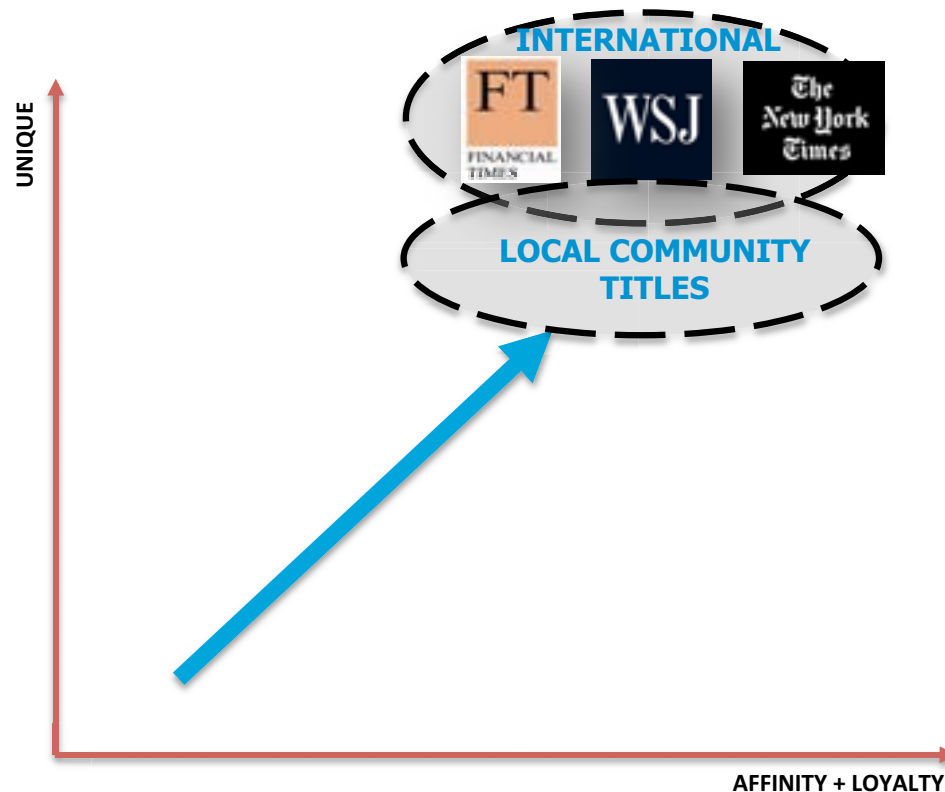 INTERNATIONAL
UNIQUE
FT
FINANCIAL
TIMES
WSJ
The
New York
Times
LOCAL COMMUNITY
TITLES
AFFINITY + LOYALTY